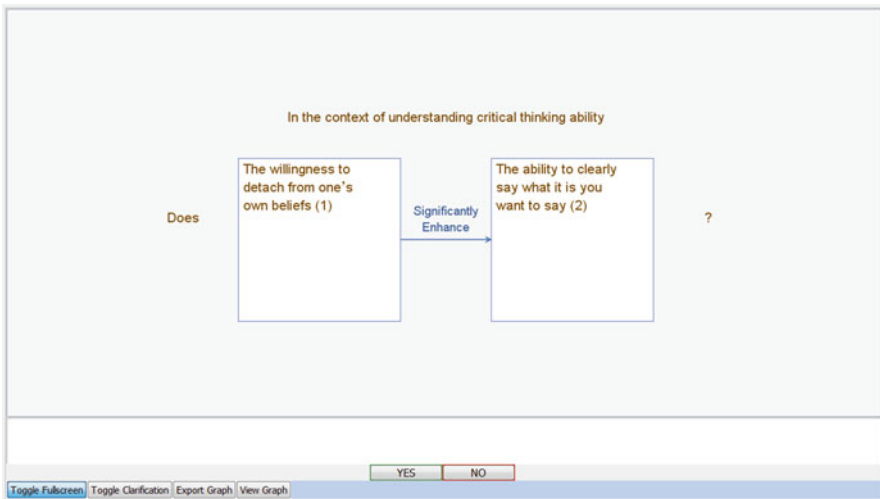 In the context of understanding critical thinking ability
Does
The willingness to
detach from one's
own beliefs (1)
Significantly
Enhance
The ability to clearly
say what it is you
want to say (2)
?
YES
NO
Toggle Fullscreen
Toggle Clarification
Export Graph
View Graph